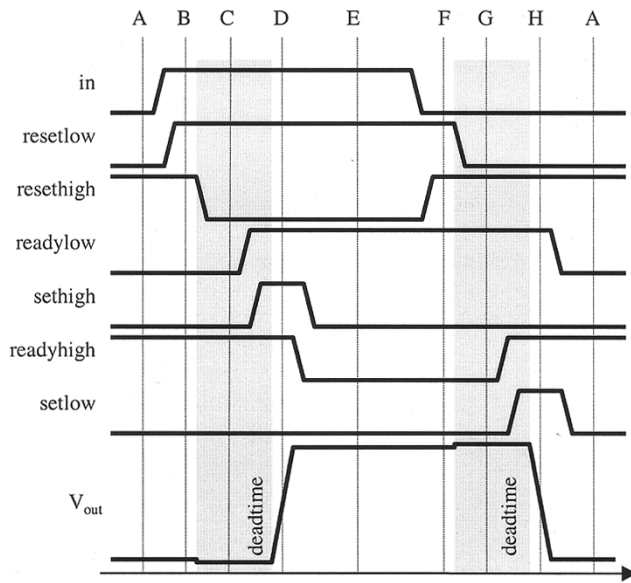 A B C D E F G H A
in
resetlow
resethigh
readylow
sethigh
readyhigh
setlow
Vout
deadtime
deadtime